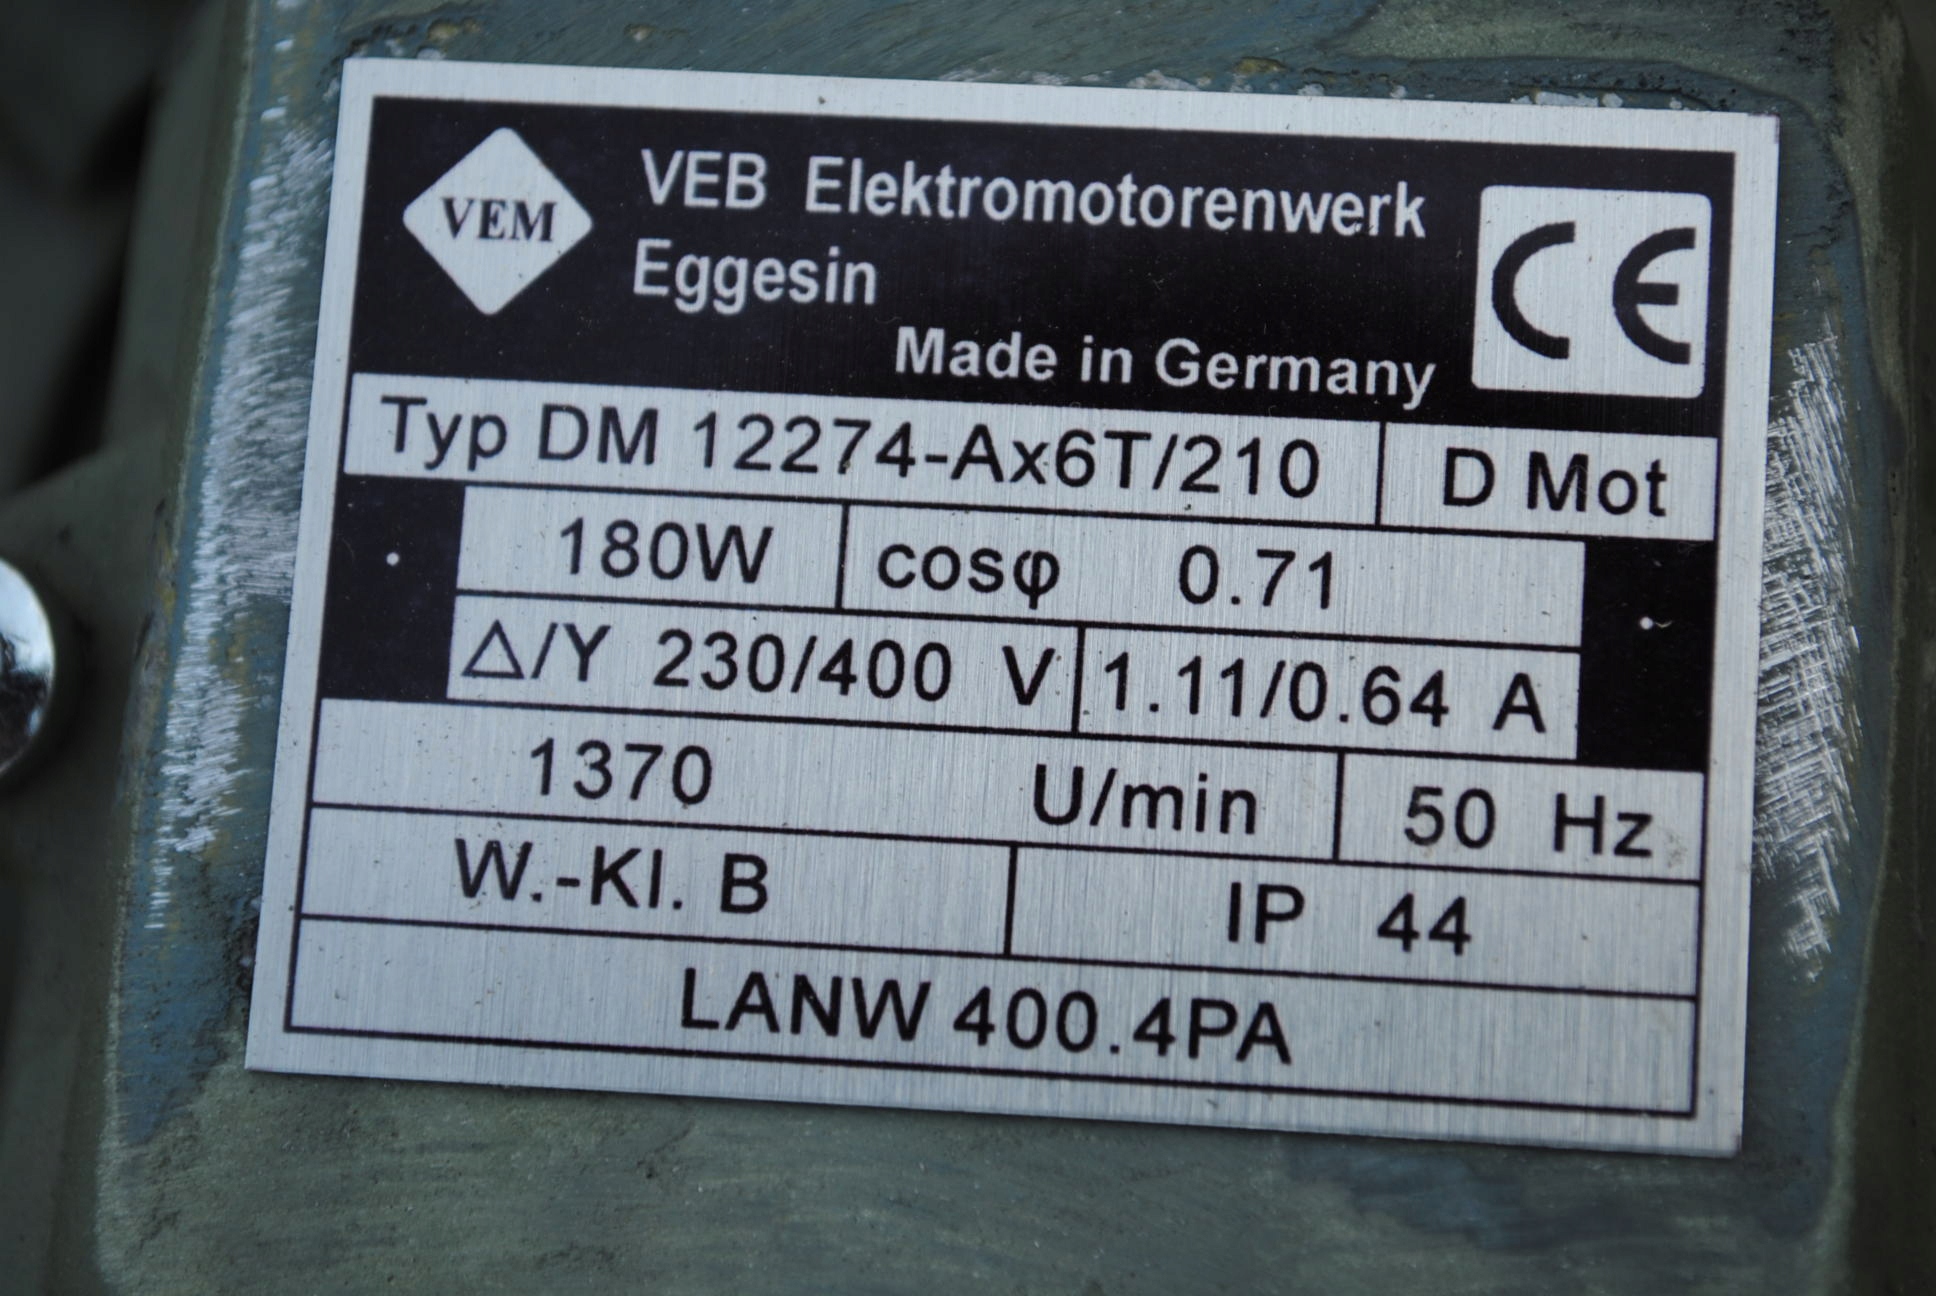 VEM
VEB Elektromotorenwerk
Eggesin
Made in Germany
CE
Typ DM 12274-Ax6T/210 D Mot
180W cosφ 0.71
Δ/Y 230/400 V 1.11/0.64 A
1370 U/min 50 Hz
W.-Kl. B IP 44
LANW 400.4PA